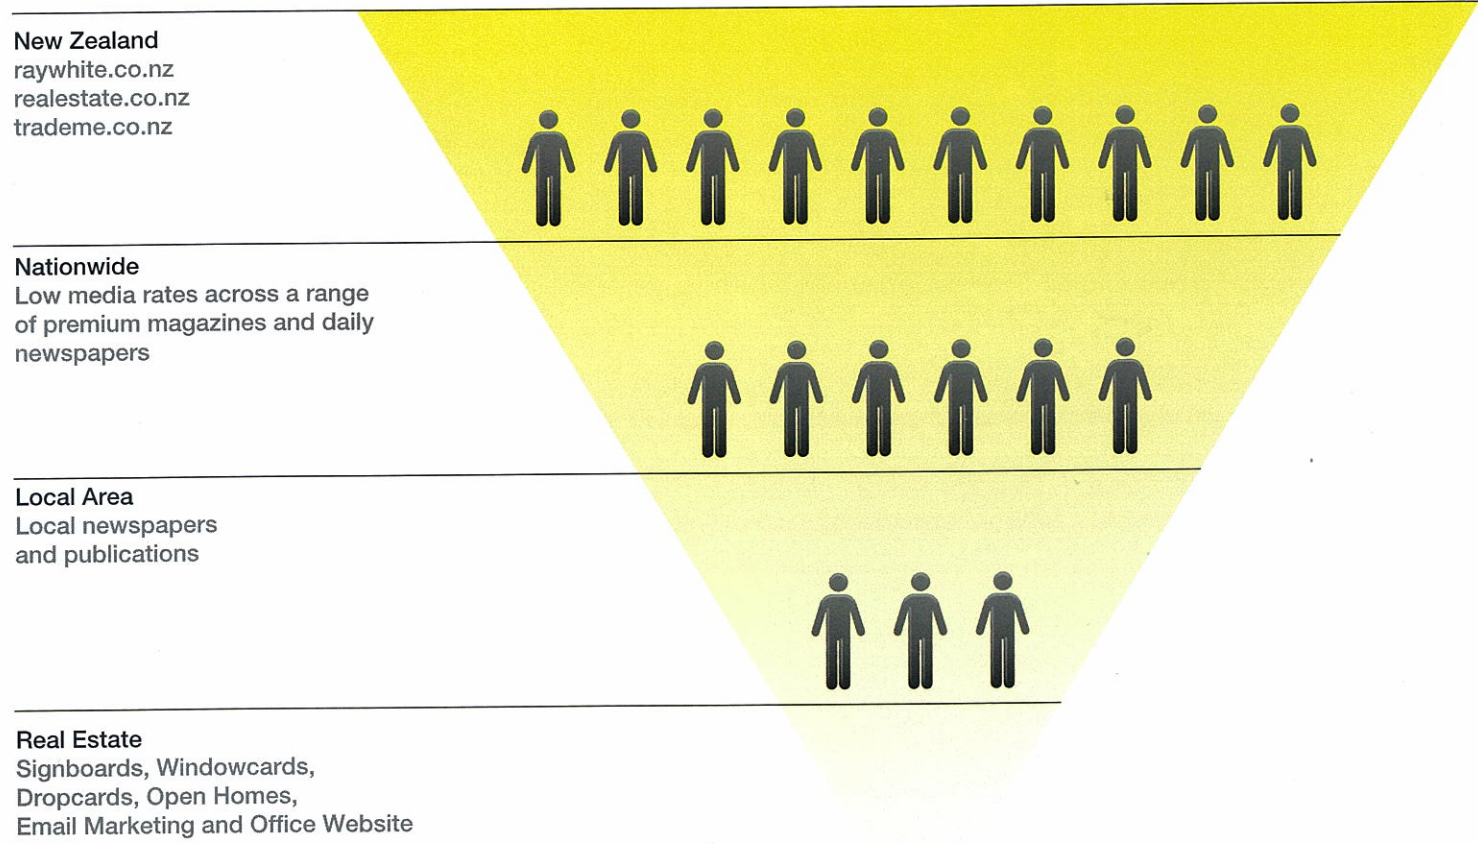 New Zealand
raywhite.co.nz
realestate.co.nz
trademe.co.nz
Nationwide
Low media rates across a range
of premium magazines and daily
newspapers
Local Area
Local newspapers
and publications
Real Estate
Signboards, Windowcards,
Dropcards, Open Homes,
Email Marketing and Office Website